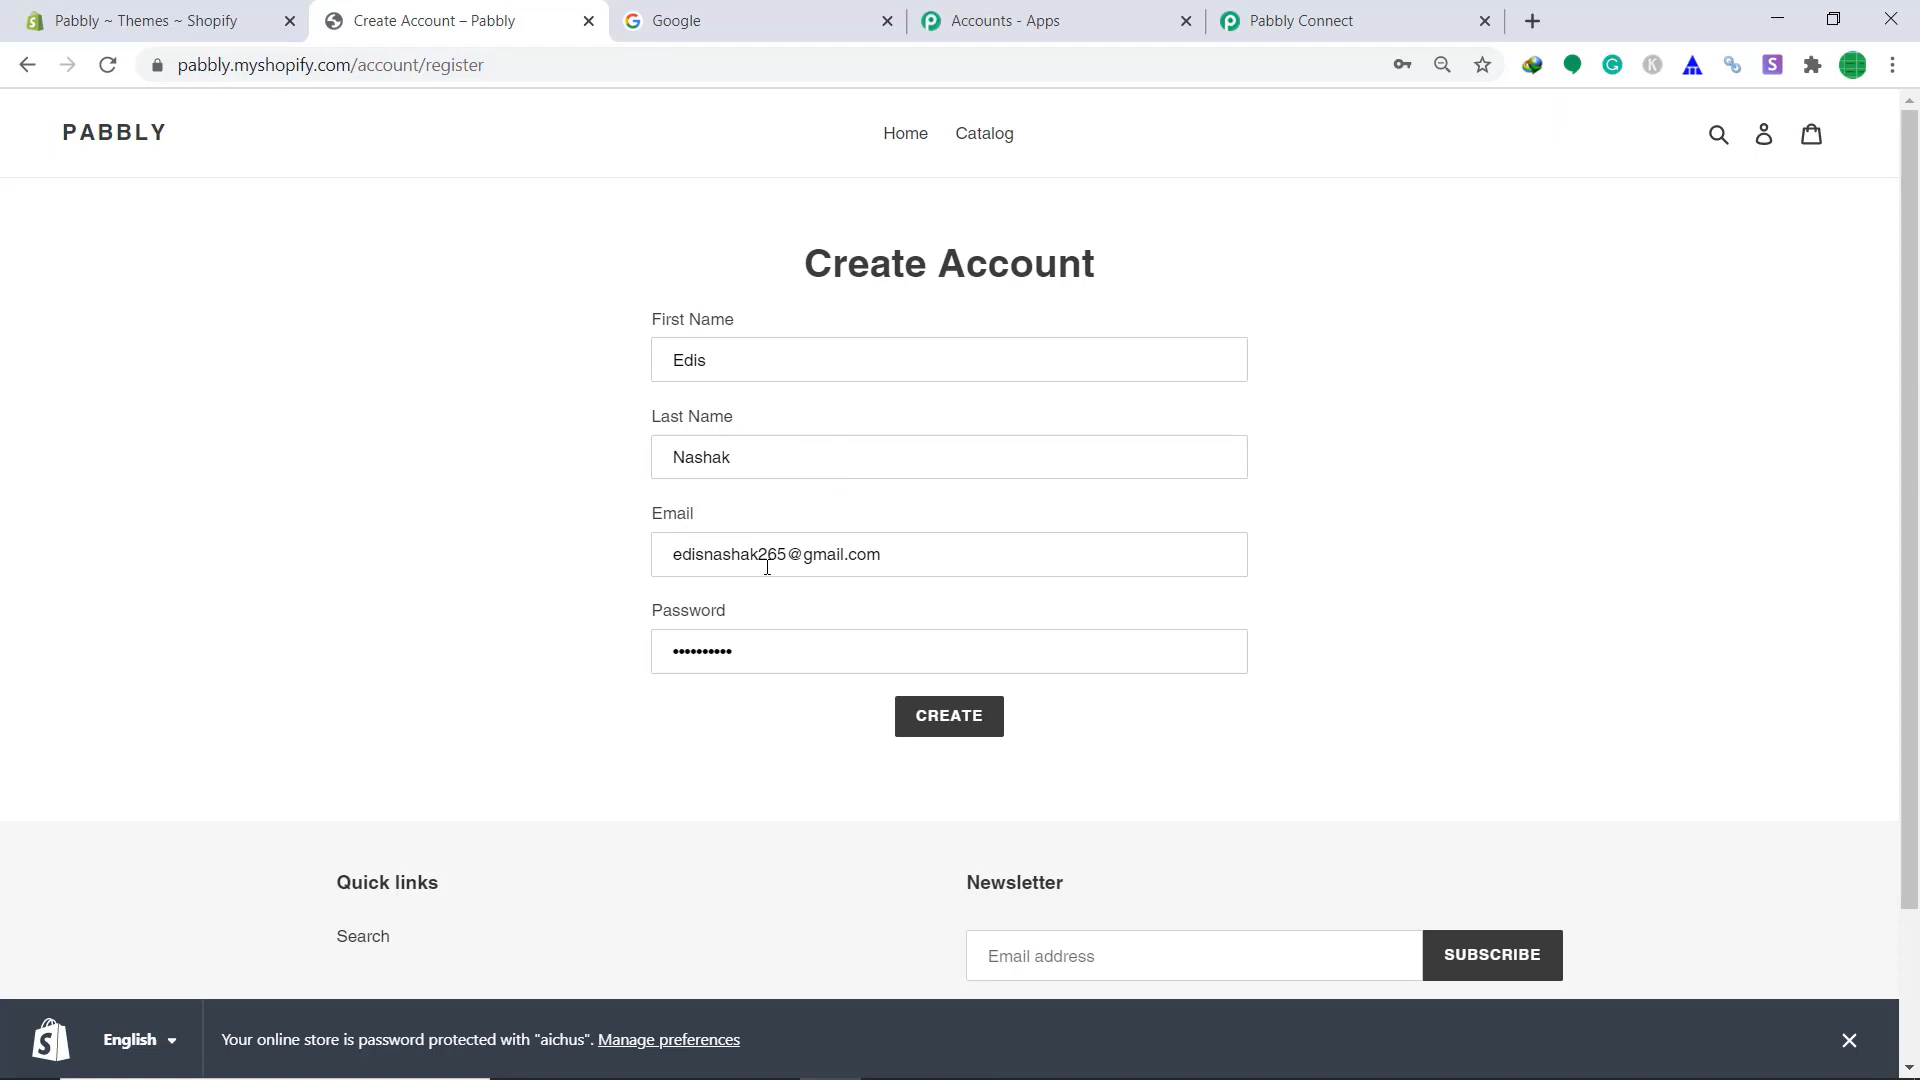 Pabbly ~ Themes ~ Shopify
Create Account – Pabbly
Google
Accounts - Apps
Pabbly Connect
pabbly.myshopify.com/account/register
PABBLY
Home
Catalog
Create Account
First Name
Edis
Last Name
Nashak
Email
edisnashak265@gmail.com
Password
••••••••••
CREATE
Quick links
Newsletter
Search
Email address
SUBSCRIBE
English
Your online store is password protected with "aichus". Manage preferences